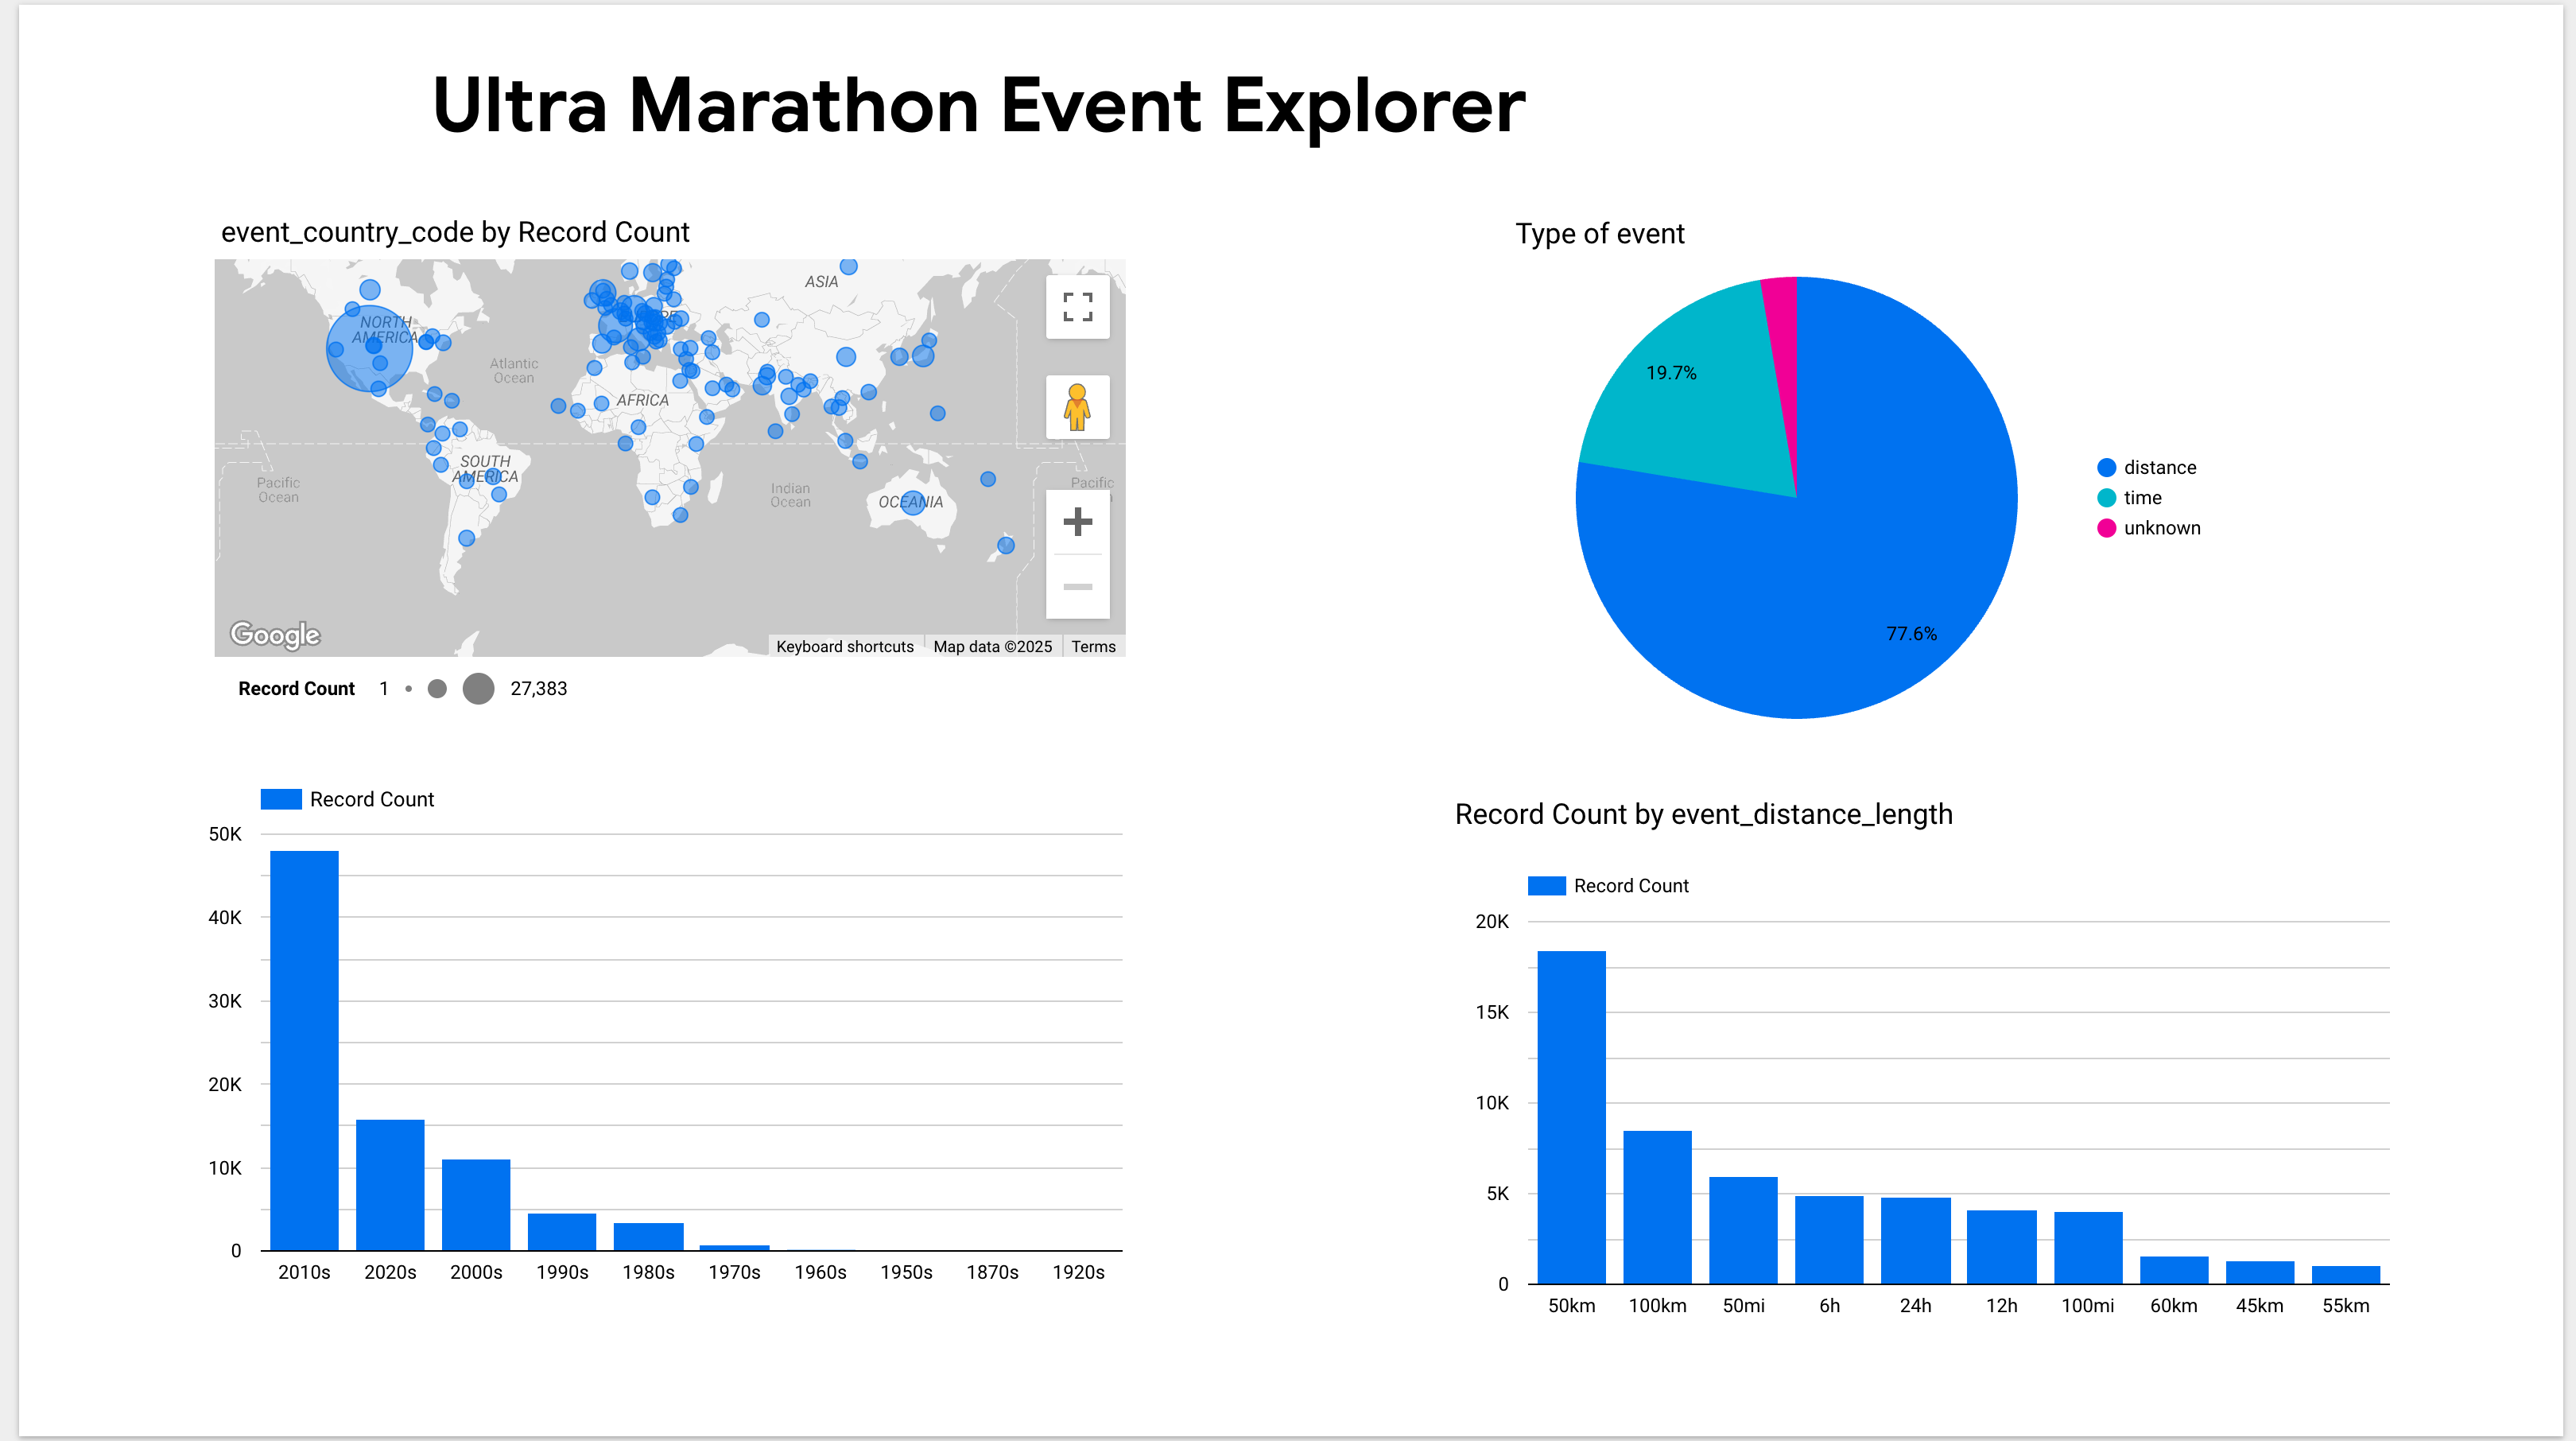 Ultra Marathon Event Explorer
event_country_code by Record Count
ASIA
NORTH
AMERICA
Atlantic
Ocean
AFRICA
SOUTH
AMERICA
Pacific
Ocean
Indian
Ocean
OCEANIA
Pacific
Google
Keyboard shortcuts
Map data ©2025
Terms
Record Count 1 27,383
Type of event
19.7%
77.6%
distance
time
unknown
Record Count
50K
40K
30K
20K
10K
0
2010s 2020s 2000s 1990s 1980s 1970s 1960s 1950s 1870s 1920s
Record Count by event_distance_length
Record Count
20K
15K
10K
5K
0
50km 100km 50mi 6h 24h 12h 100mi 60km 45km 55km